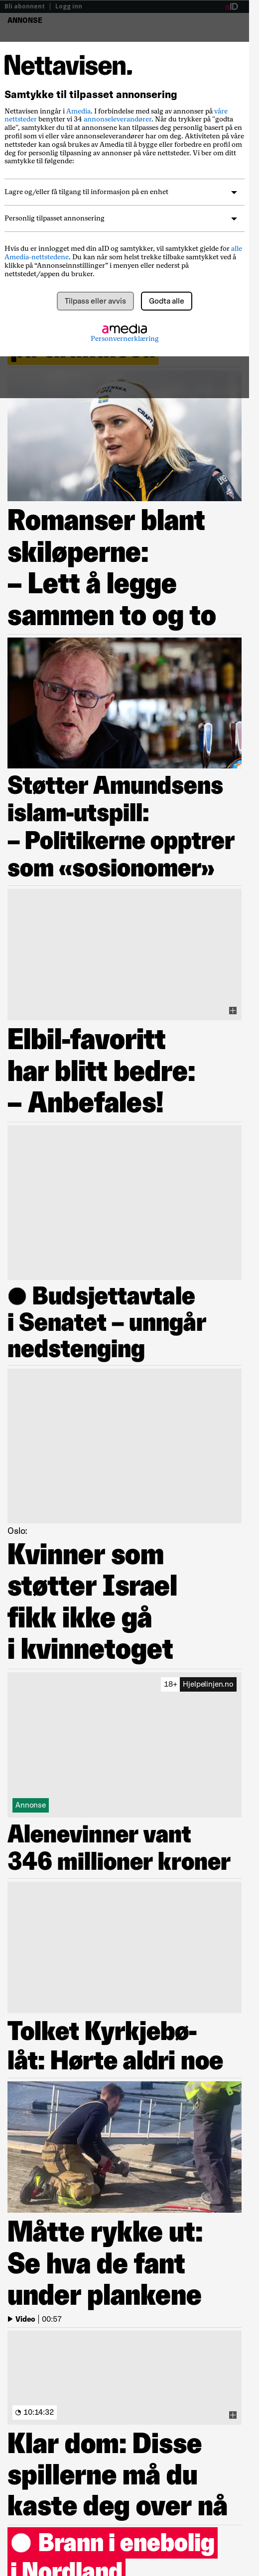 Bli abonnent | Logg inn
aID
ANNONSE
Nettavisen.
Samtykke til tilpasset annonsering
Nettavisen inngår i Amedia. I forbindelse med salg av annonser på våre
nettsteder benytter vi 34 annonseleverandører. Når du trykker på "godta
alle", samtykker du til at annonsene kan tilpasses deg personlig basert på en
profil som vi eller våre annonseleverandører har om deg. Aktiviteten på våre
nettsteder kan også brukes av Amedia til å bygge eller forbedre en profil om
deg for personlig tilpasning av annonser på våre nettsteder. Vi ber om ditt
samtykke til følgende:
Lagre og/eller få tilgang til informasjon på en enhet
Personlig tilpasset annonsering
Hvis du er innlogget med din aID og samtykker, vil samtykket gjelde for alle
Amedia-nettstedene. Du kan når som helst trekke tilbake samtykket ved å
klikke på “Annonseinnstillinger” i menyen eller nederst på
nettstedet/appen du bruker.
Tilpass eller avvis
Godta alle
amedia
Personvernerklæring
Romanser blant
skiløperne:
– Lett å legge
sammen to og to
Støtter Amundsens
islam-utspill:
– Politikerne opptrer
som «sosionomer»
Elbil-favoritt
har blitt bedre:
– Anbefales!
Budsjettavtale
i Senatet – unngår
nedstenging
Oslo:
Kvinner som
støtter Israel
fikk ikke gå
i kvinnetoget
18+ Hjelpelinjen.no
Annonse
Alenevinner vant
346 millioner kroner
Tolket Kyrkjebø-
låt: Hørte aldri noe
Måtte rykke ut:
Se hva de fant
under plankene
Video | 00:57
10:14:32
Klar dom: Disse
spillerne må du
kaste deg over nå
Brann i enebolig
i Nordland